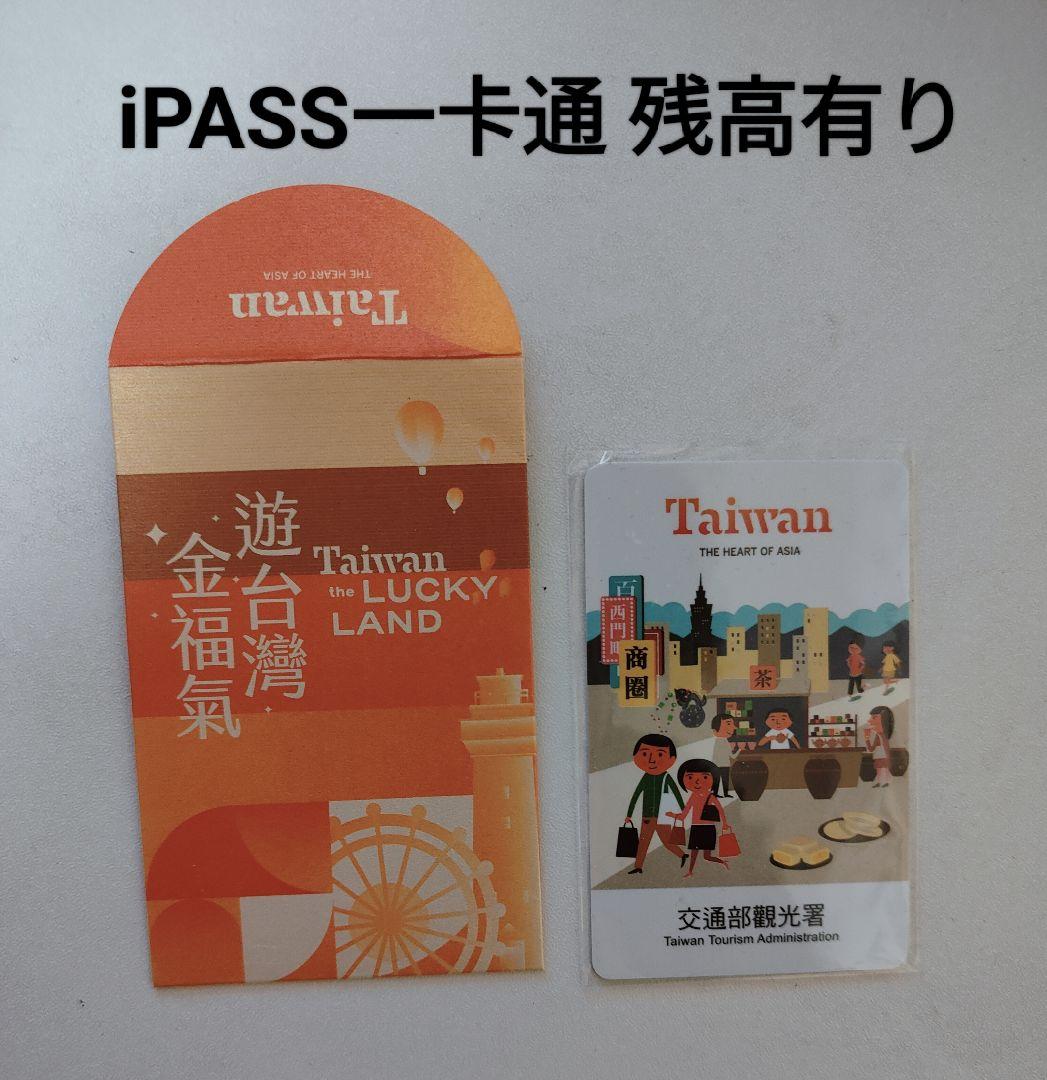 iPASS一卡通 残高有り
Taiwan
THE HEART OF ASIA
遊台灣
金福氣
Taiwan
the LUCKY
LAND
Taiwan
THE HEART OF ASIA
百
西門町
商圈
茶
交通部觀光署
Taiwan Tourism Administration